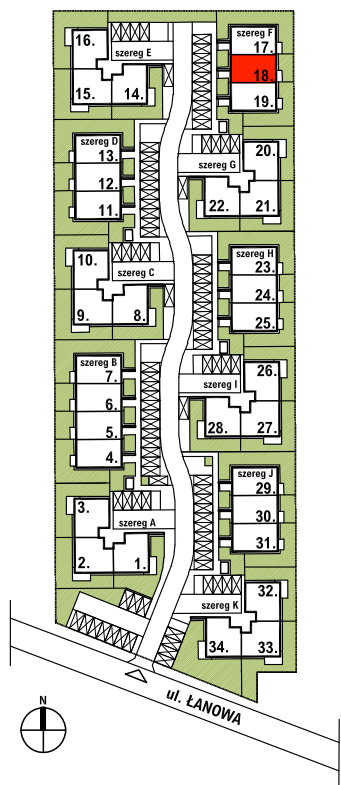 16.
szereg E
15.
14.
szereg F
17.
18.
19.
szereg D
13.
12.
11.
20.
szereg G
22.
21.
10.
szereg C
9.
8.
szereg H
23.
24.
25.
szereg B
7.
6.
5.
4.
26.
szereg I
28.
27.
3.
szereg A
2.
1.
szereg J
29.
30.
31.
32.
szereg K
34.
33.
ul. ŁANOWA
N